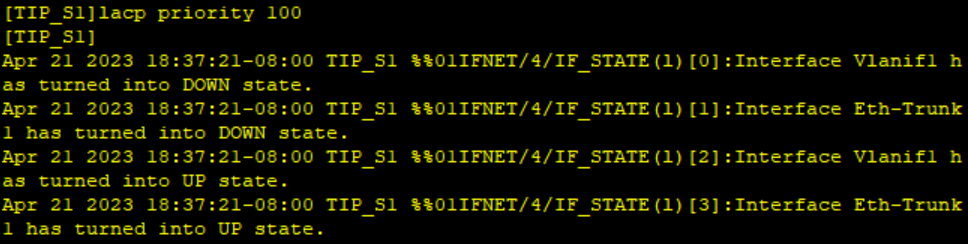 [TIP_S1]lacp priority 100
[TIP_S1]
Apr 21 2023 18:37:21-08:00 TIP_S1 %%01IFNET/4/IF_STATE(l)[0]:Interface Vlanif1 h
as turned into DOWN state.
Apr 21 2023 18:37:21-08:00 TIP_S1 %%01IFNET/4/IF_STATE(l)[1]:Interface Eth-Trunk
1 has turned into DOWN state.
Apr 21 2023 18:37:21-08:00 TIP_S1 %%01IFNET/4/IF_STATE(l)[2]:Interface Vlanif1 h
as turned into UP state.
Apr 21 2023 18:37:21-08:00 TIP_S1 %%01IFNET/4/IF_STATE(l)[3]:Interface Eth-Trunk
1 has turned into UP state.